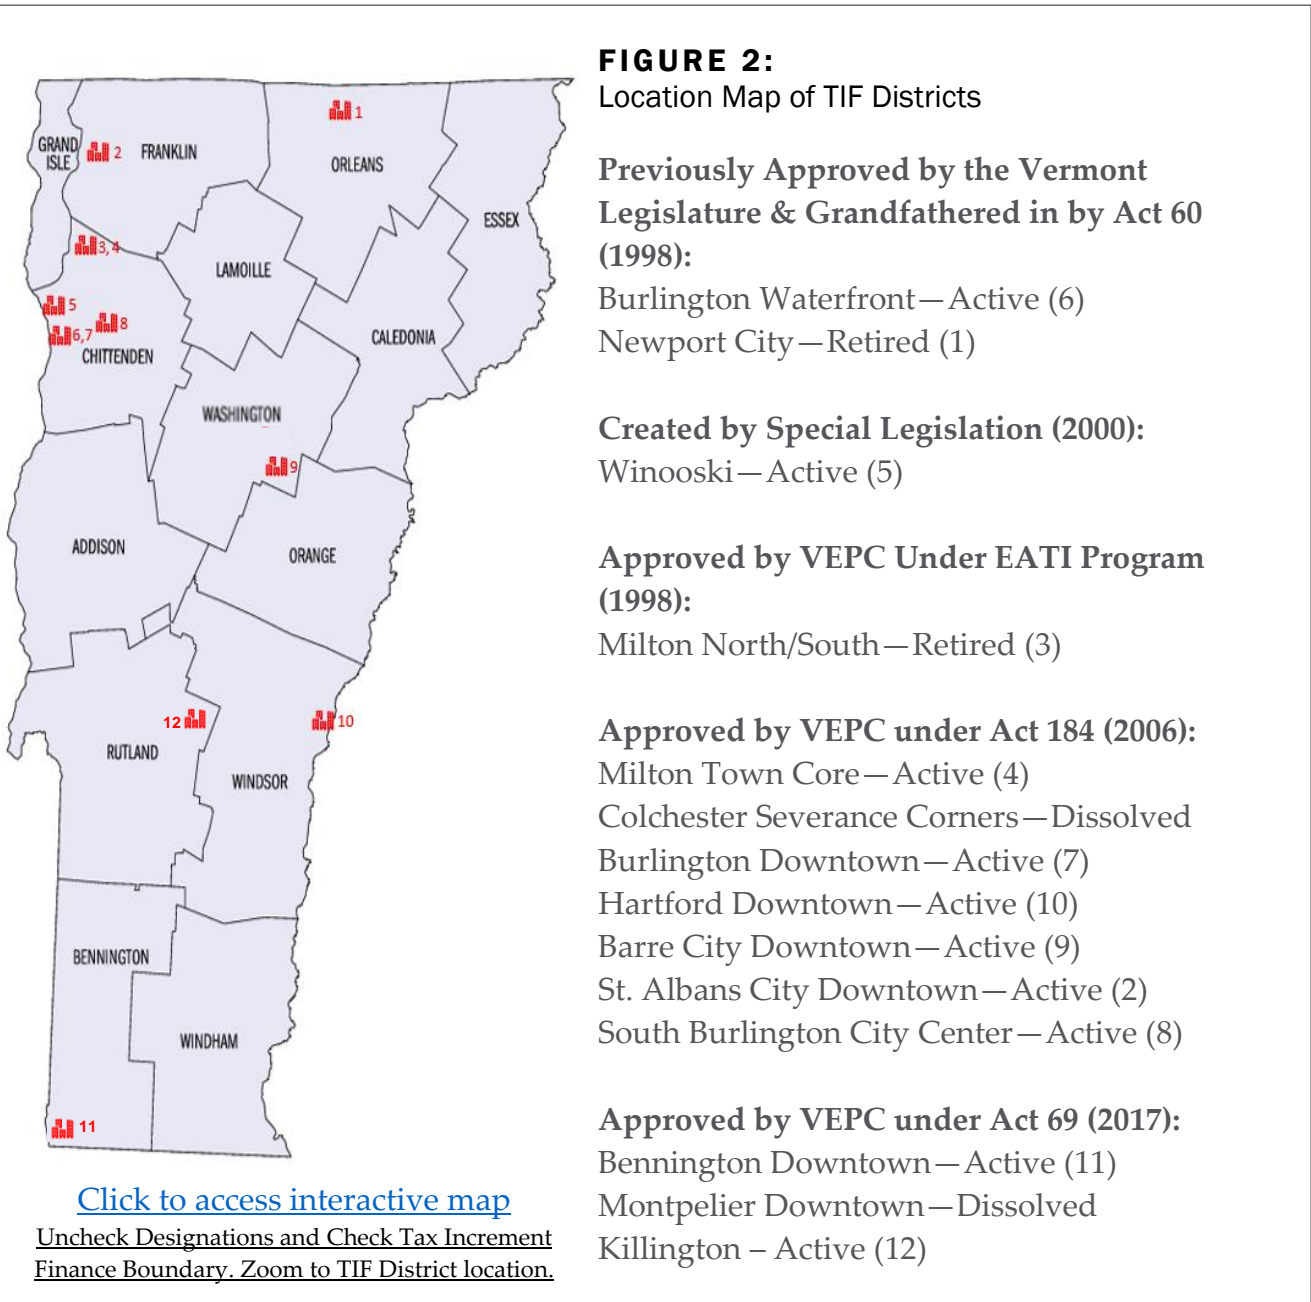 FIGURE 2:
Location Map of TIF Districts
Previously Approved by the Vermont
Legislature & Grandfathered in by Act 60
(1998):
Burlington Waterfront—Active (6)
Newport City—Retired (1)
Created by Special Legislation (2000):
Winooski—Active (5)
Approved by VEPC Under EATI Program
(1998):
Milton North/South—Retired (3)
Approved by VEPC under Act 184 (2006):
Milton Town Core—Active (4)
Colchester Severance Corners—Dissolved
Burlington Downtown—Active (7)
Hartford Downtown—Active (10)
Barre City Downtown—Active (9)
St. Albans City Downtown—Active (2)
South Burlington City Center—Active (8)
Approved by VEPC under Act 69 (2017):
Bennington Downtown—Active (11)
Montpelier Downtown—Dissolved
Killington – Active (12)
1
GRAND
ISLE
2
FRANKLIN
ORLEANS
ESSEX
3,4
LAMOILLE
5
8
6,7
CHITTENDEN
CALEDONIA
WASHINGTON
9
ADDISON
ORANGE
12
10
RUTLAND
WINDSOR
BENNINGTON
WINDHAM
11
Click to access interactive map
Uncheck Designations and Check Tax Increment
Finance Boundary. Zoom to TIF District location.